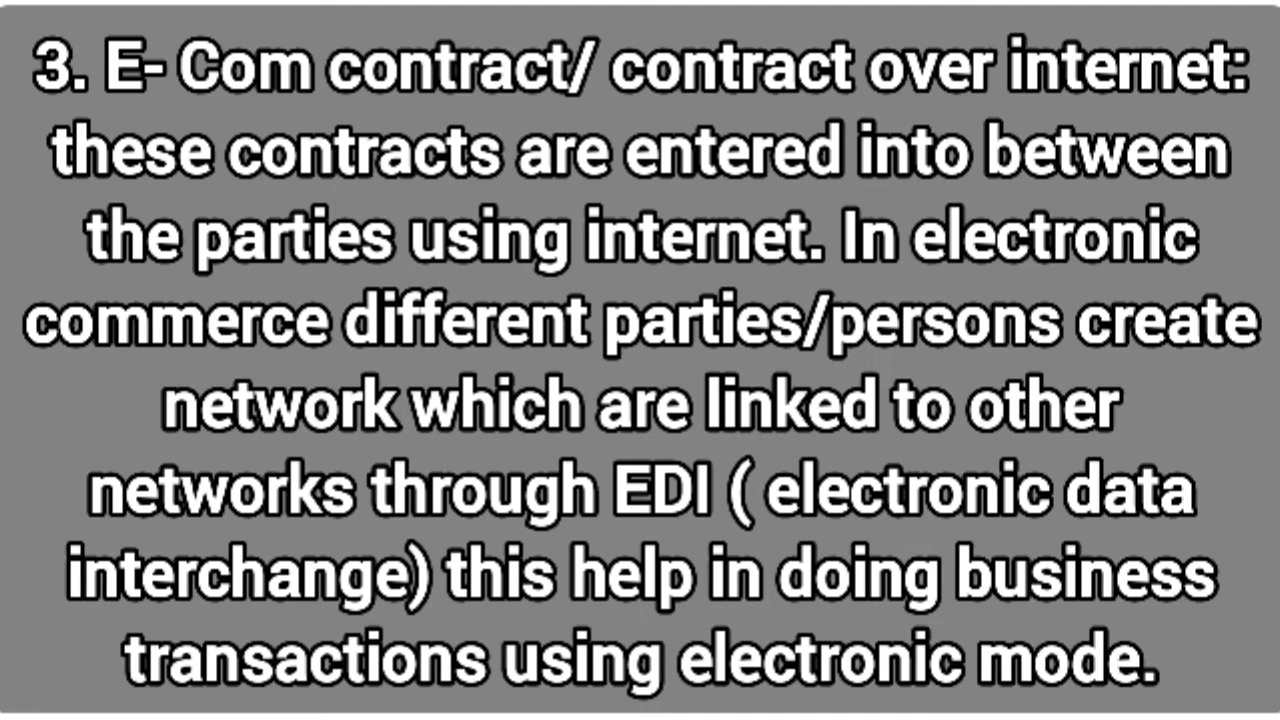 3. E- Com contract/ contract over internet:
these contracts are entered into between
the parties using internet. In electronic
commerce different parties/persons create
network which are linked to other
networks through EDI ( electronic data
interchange) this help in doing business
transactions using electronic mode.